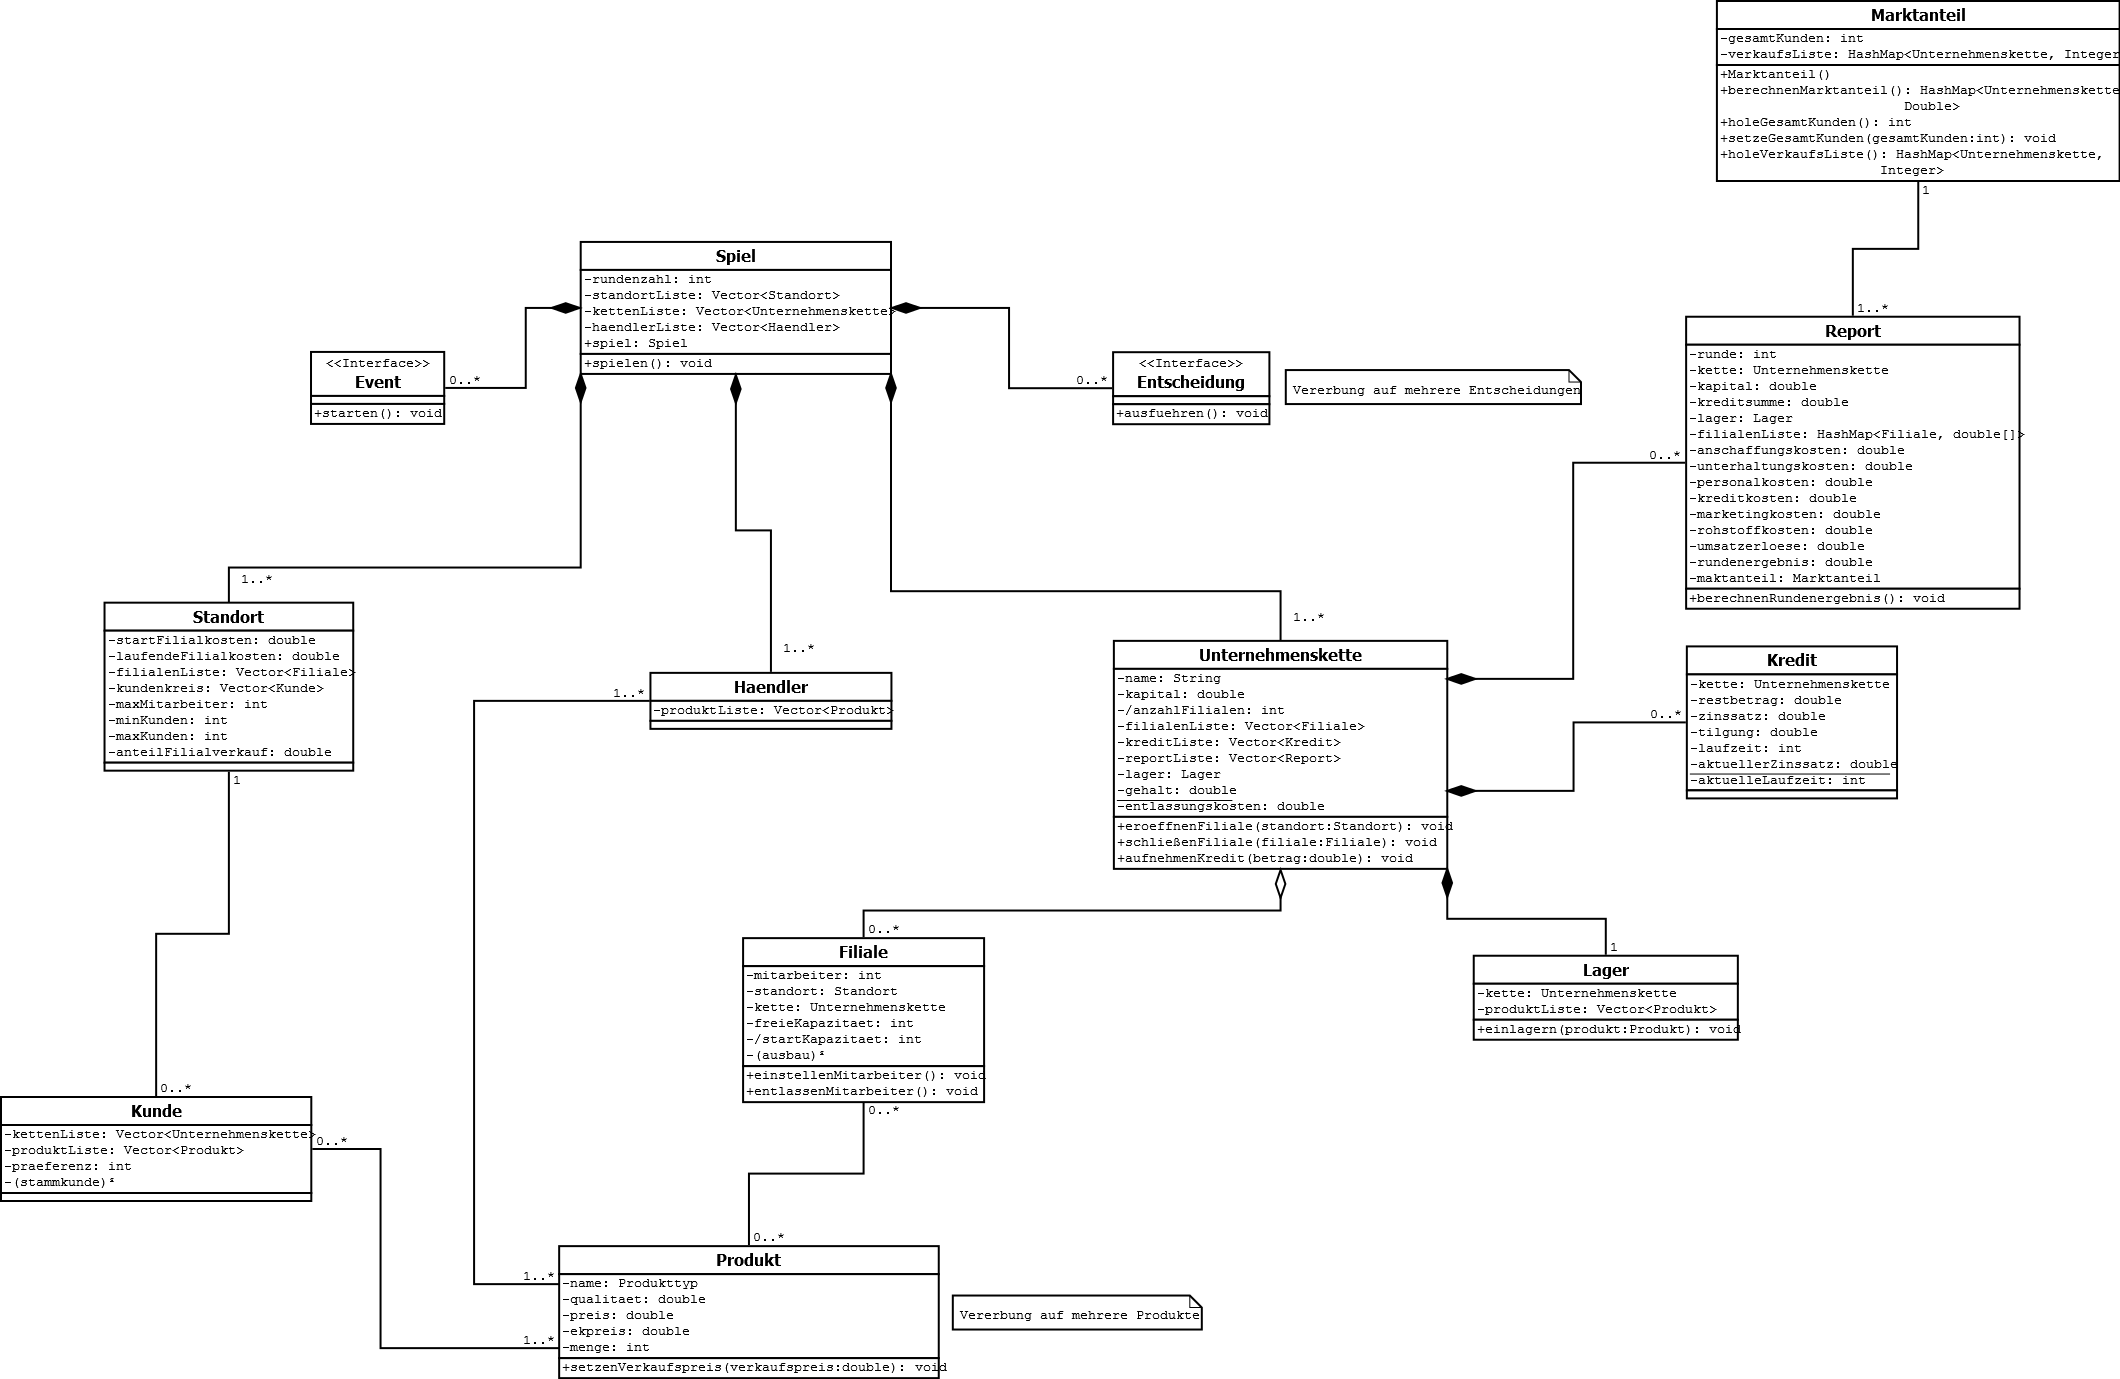 Marktanteil
-gesamtKunden: int
-verkaufsListe: HashMap<Unternehmenskette, Integer
+Marktanteil()
+berechnenMarktanteil(): HashMap<Unternehmenskette
Double>
+holeGesamtKunden(): int
+setzeGesamtKunden(gesamtKunden:int): void
+holeVerkaufsListe(): HashMap<Unternehmenskette,
Integer>
1
1..*
Spiel
-rundenzahl: int
-standortListe: Vector<Standort>
-kettenListe: Vector<Unternehmenskette>
-haendlerListe: Vector<Haendler>
+spiel: Spiel
+spielen(): void
<<Interface>>
Event
+starten(): void
0..*
0..*
<<Interface>>
Entscheidung
+ausfuehren(): void
Vererbung auf mehrere Entscheidungen
Report
-runde: int
-kette: Unternehmenskette
-kapital: double
-kreditsumme: double
-lager: Lager
-filialenListe: HashMap<Filiale, double[]>
-anschaffungskosten: double
-unterhaltungskosten: double
-personalkosten: double
-kreditkosten: double
-marketingkosten: double
-rohstoffkosten: double
-umsatzerloese: double
-rundenergebnis: double
-maktanteil: Marktanteil
+berechnenRundenergebnis(): void
0..*
1..*
Standort
-startFilialkosten: double
-laufendeFilialkosten: double
-filialenListe: Vector<Filiale>
-kundenkreis: Vector<Kunde>
-maxMitarbeiter: int
-minKunden: int
-maxKunden: int
-anteilFilialverkauf: double
1
1..*
Haendler
-produktListe: Vector<Produkt>
1..*
1..*
Unternehmenskette
-name: String
-kapital: double
-/anzahlFilialen: int
-filialenListe: Vector<Filiale>
-kreditListe: Vector<Kredit>
-reportListe: Vector<Report>
-lager: Lager
-gehalt: double
-entlassungskosten: double
+eroeffnenFiliale(standort:Standort): void
+schließenFiliale(filiale:Filiale): void
+aufnehmenKredit(betrag:double): void
0..*
Kredit
-kette: Unternehmenskette
-restbetrag: double
-zinssatz: double
-tilgung: double
-laufzeit: int
-aktuellerZinssatz: double
-aktuelleLaufzeit: int
0..*
Filiale
-mitarbeiter: int
-standort: Standort
-kette: Unternehmenskette
-freieKapazitaet: int
-/startKapazitaet: int
-(ausbau)²
+einstellenMitarbeiter(): void
+entlassenMitarbeiter(): void
0..*
1
Lager
-kette: Unternehmenskette
-produktListe: Vector<Produkt>
+einlagern(produkt:Produkt): void
0..*
Kunde
-kettenListe: Vector<Unternehmenskette>
-produktListe: Vector<Produkt>
-praeferenz: int
-(stammkunde)²
0..*
0..*
1..*
1..*
Produkt
-name: Produkttyp
-qualitaet: double
-preis: double
-ekpreis: double
-menge: int
+setzenVerkaufspreis(verkaufspreis:double): void
Vererbung auf mehrere Produkte